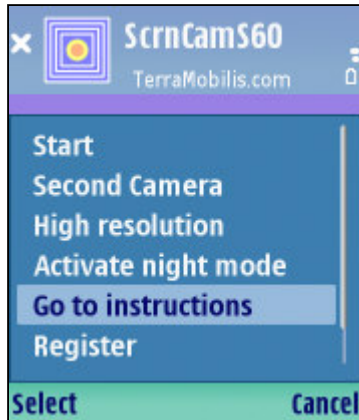 ScrnCamS60
TerraMobilis.com
Start
Second Camera
High resolution
Activate night mode
Go to instructions
Register
Select Cancel